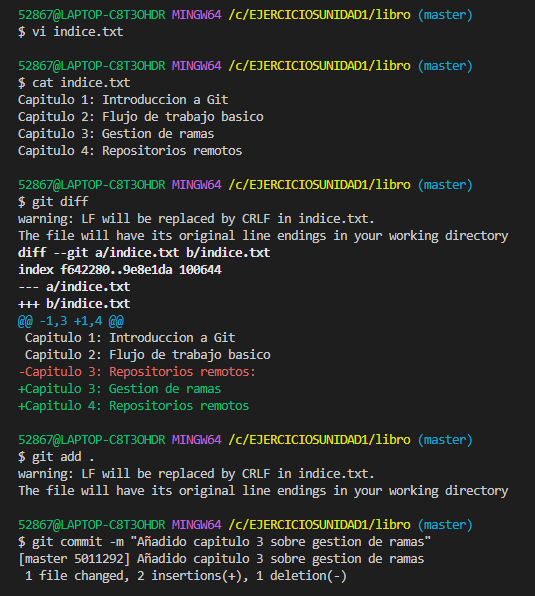 52867@LAPTOP-C8T3OHDR MINGW64 /c/EJERCICIOSUNIDAD1/libro (master)
$ vi indice.txt
52867@LAPTOP-C8T3OHDR MINGW64 /c/EJERCICIOSUNIDAD1/libro (master)
$ cat indice.txt
Capitulo 1: Introduccion a Git
Capitulo 2: Flujo de trabajo basico
Capitulo 3: Gestion de ramas
Capitulo 4: Repositorios remotos
52867@LAPTOP-C8T3OHDR MINGW64 /c/EJERCICIOSUNIDAD1/libro (master)
$ git diff
warning: LF will be replaced by CRLF in indice.txt.
The file will have its original line endings in your working directory
diff --git a/indice.txt b/indice.txt
index f642280..9e8e1da 100644
--- a/indice.txt
+++ b/indice.txt
@@ -1,3 +1,4 @@
 Capitulo 1: Introduccion a Git
 Capitulo 2: Flujo de trabajo basico
-Capitulo 3: Repositorios remotos:
+Capitulo 3: Gestion de ramas
+Capitulo 4: Repositorios remotos
52867@LAPTOP-C8T3OHDR MINGW64 /c/EJERCICIOSUNIDAD1/libro (master)
$ git add .
warning: LF will be replaced by CRLF in indice.txt.
The file will have its original line endings in your working directory
52867@LAPTOP-C8T3OHDR MINGW64 /c/EJERCICIOSUNIDAD1/libro (master)
$ git commit -m "Añadido capitulo 3 sobre gestion de ramas"
[master 5011292] Añadido capitulo 3 sobre gestion de ramas
 1 file changed, 2 insertions(+), 1 deletion(-)